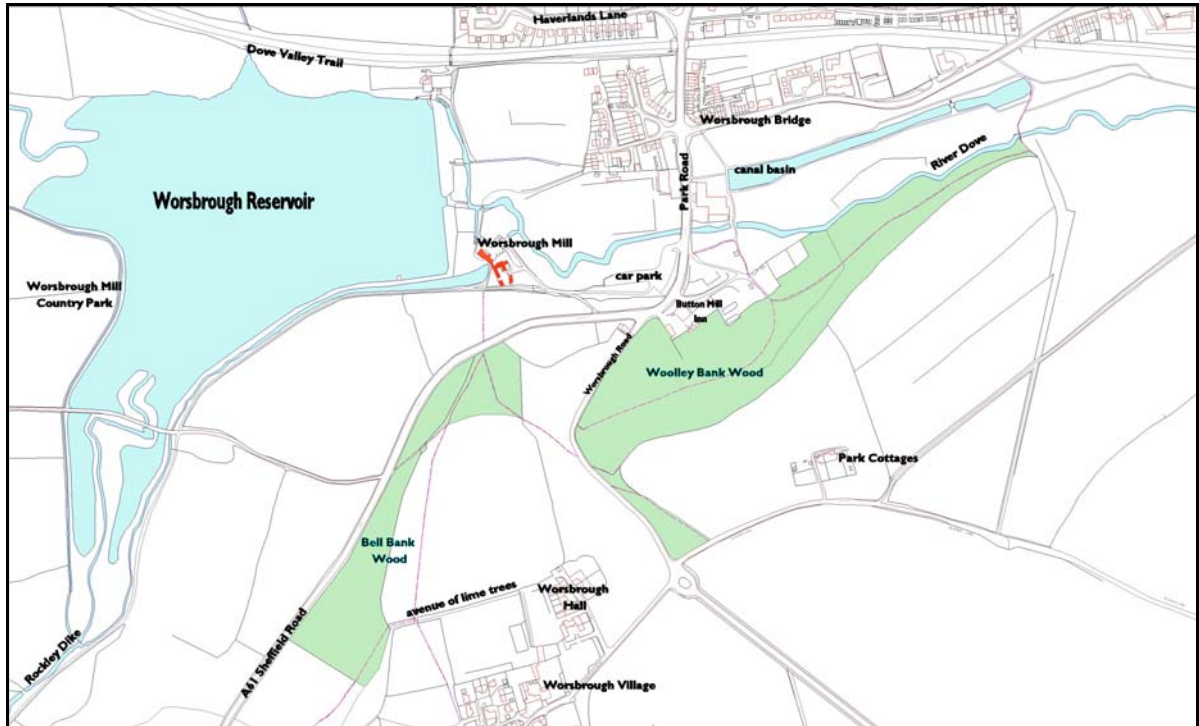 Haverlands Lane
Dove Valley Trail
Worsbrough Bridge
River Dove
canal basin
Park Road
Worsbrough Reservoir
Worsbrough Mill
car park
Worsbrough Mill
Country Park
Button Mill
Inn
Worsbrough Road
Woolley Bank Wood
Park Cottages
Bell Bank
Wood
avenue of lime trees
Worsbrough
Hall
Rockley Dike
A61 Sheffield Road
Worsbrough Village